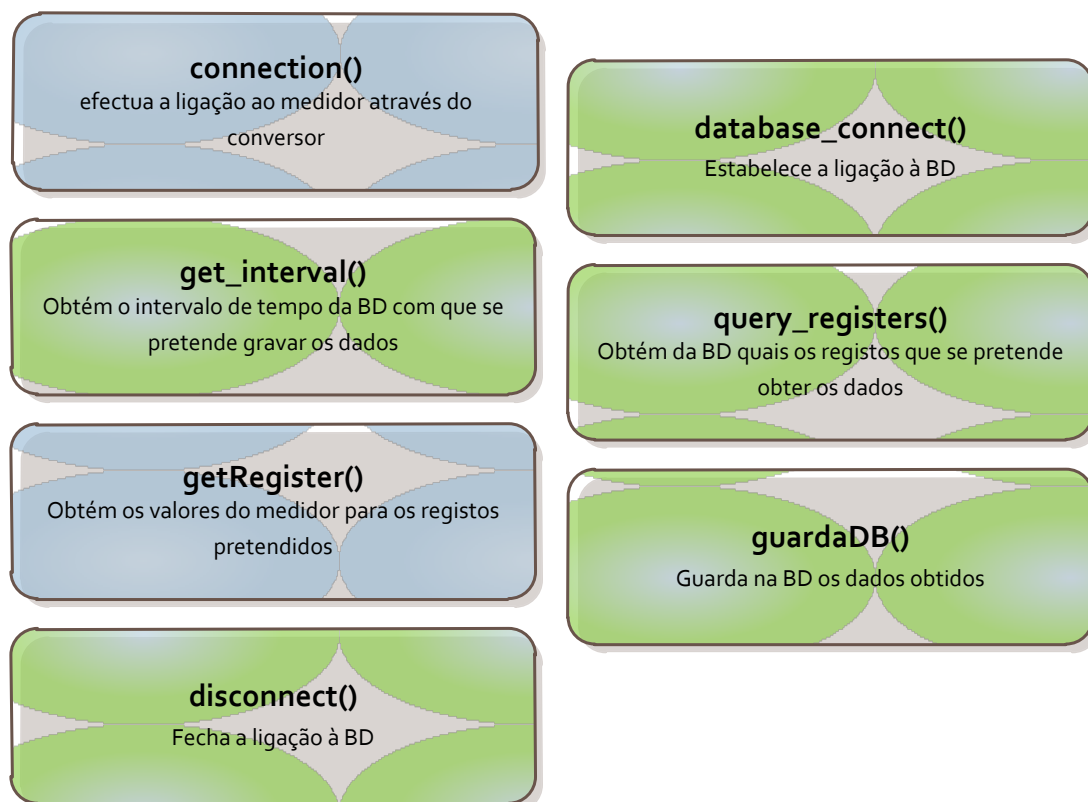 connection()
efectua a ligação ao medidor através do
conversor
database_connect()
Estabelece a ligação à BD
get_interval()
Obtém o intervalo de tempo da BD com que se
pretende gravar os dados
query_registers()
Obtém da BD quais os registos que se pretende
obter os dados
getRegister()
Obtém os valores do medidor para os registos
pretendidos
guardaDB()
Guarda na BD os dados obtidos
disconnect()
Fecha a ligação à BD